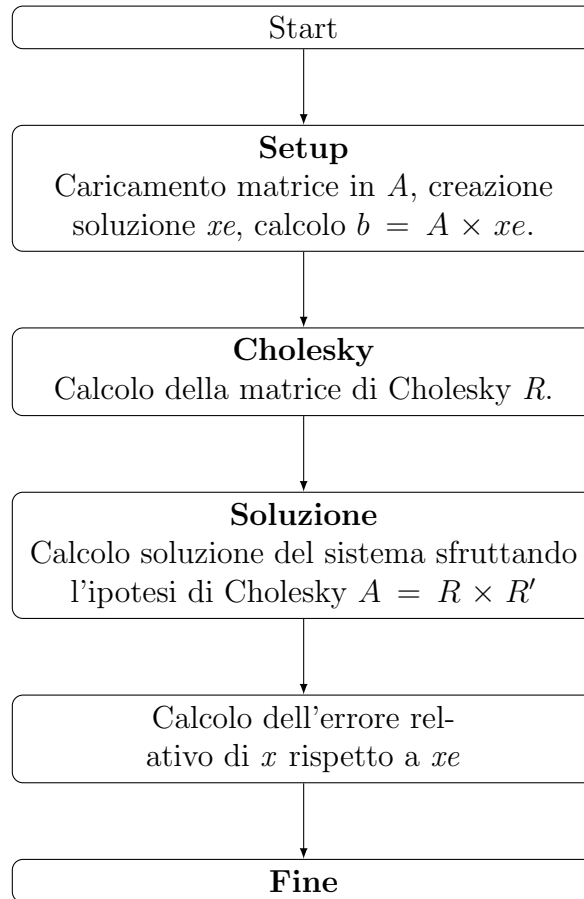 Start
Setup
Caricamento matrice in A, creazione
soluzione xe, calcolo b = A × xe.
Cholesky
Calcolo della matrice di Cholesky R.
Soluzione
Calcolo soluzione del sistema sfruttando
l'ipotesi di Cholesky A = R × R′
Calcolo dell'errore rel-
ativo di x rispetto a xe
Fine